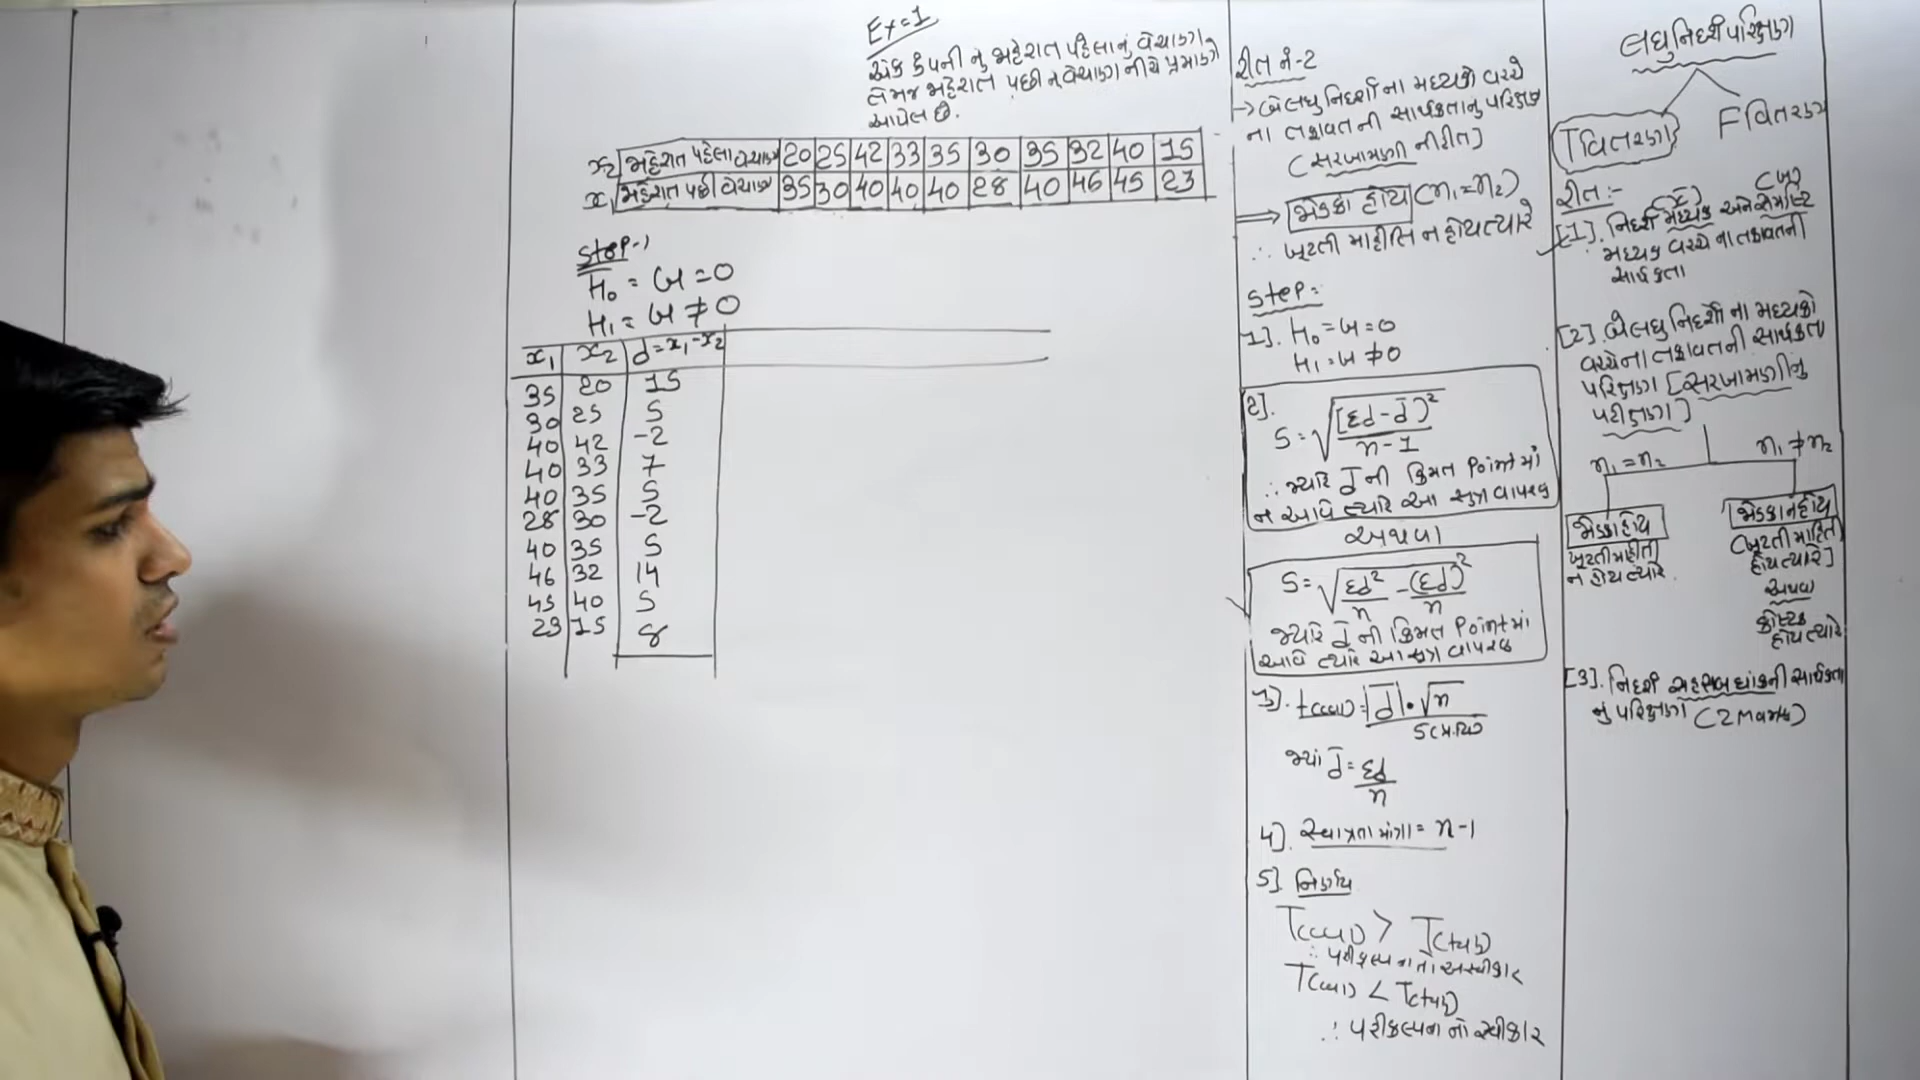 Ex=1
એક કંપની નું જાહેરાત પહેલાનું વેચાણ
તેમજ જાહેરાત પછી નું વેચાણ નીચે પ્રમાણે
આપેલ છે.
x2 જાહેરાત પહેલા વેચાણ 20 25 42 33 35 30 35 32 40 15
x1 જાહેરાત પછી વેચાણ 35 30 40 40 40 28 40 46 45 23
Step-1
H0 = μ = 0
H1 = μ ≠ 0
x1 x2 d=x1-x2
35 20 15
30 25 5
40 42 -2
40 33 7
40 35 5
28 30 -2
40 35 5
46 32 14
45 40 5
23 15 8
રીત નં-2
→ બે લઘુ નિદર્શો ના મધ્યકો વચ્ચે
ના તફાવત ની સાર્થકતાનું પરિક્ષણ
(સરખામણી ની રીત]
⇒ જોડકા હોય (n1=n2)
∴ ખૂટતી માહીતિ ન હોય ત્યારે
Step:-
1]. H0 = μ = 0
H1 = μ ≠ 0
2].
S = √[Σd-d̄)² / n-1
∴ જ્યારે d̄ ની કિંમત Point માં
ન આવે ત્યારે આ સૂત્ર વાપરવું
અથવા
S = √Σd²/n - (Σd/n)²
જ્યારે d̄ ની કિંમત Point માં
આવે ત્યારે આ સૂત્ર વાપરવું
3]. t(cal) = |d̄|·√n / S(પ્ર.વિ)
જ્યાં d̄ = Σd/n
4]. સ્વાત્રતા માત્રા = n-1
5] નિર્ણય
T(cal) > T(tab)
∴ પરીકલ્પના નો અસ્વીકાર
T(cal) < T(tab)
∴ પરીકલ્પના નો સ્વીકાર
લઘુ નિદર્શ પરિક્ષણ
T વિતરણ F વિતરણ
રીત :-
[1]. નિદર્શ મધ્યક (x̄) અને સમષ્ટિ (μ)
મધ્યક વચ્ચે ના તફાવતની
સાર્થકતા
[2]. બે લઘુ નિદર્શો ના મધ્યકો
વચ્ચેના તફાવતની સાર્થકતા
પરિક્ષણ [સરખામણીનું
પરીક્ષણ]
n1 = n2 n1 ≠ n2
જોડકા હોય
ખૂટતી માહીતી
ન હોય ત્યારે
જોડકા ન હોય
(ખૂટતી માહિતિ
હોય ત્યારે]
અથવા
કોષ્ટક
હોય ત્યારે
[3]. નિદર્શ સહસંબધાંકની સાર્થકતા
નું પરિક્ષણ (2 Marks)